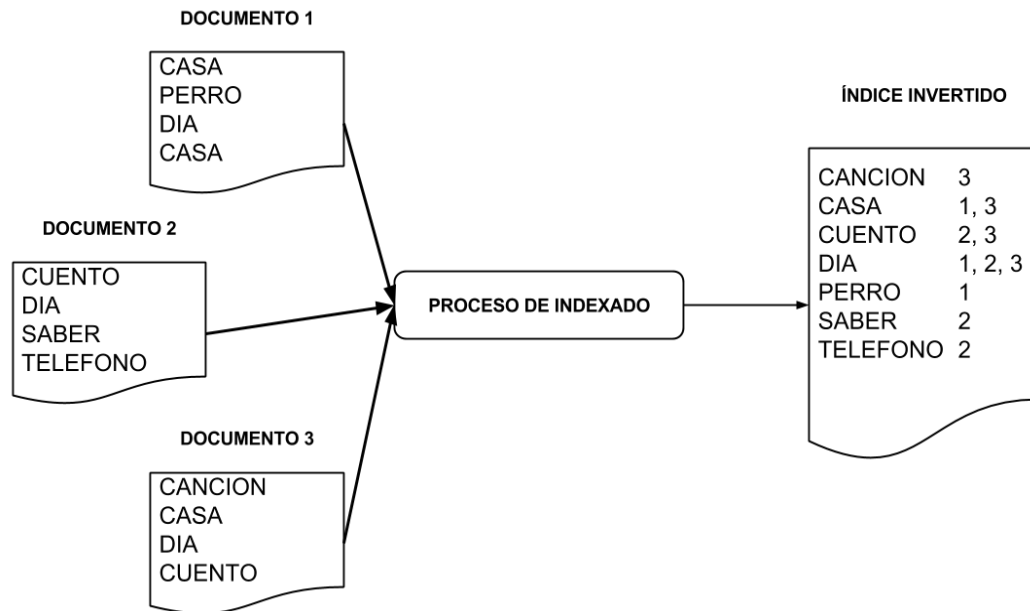 DOCUMENTO 1
CASA
PERRO
DIA
CASA
DOCUMENTO 2
CUENTO
DIA
SABER
TELEFONO
DOCUMENTO 3
CANCION
CASA
DIA
CUENTO
PROCESO DE INDEXADO
ÍNDICE INVERTIDO
CANCION 3
CASA 1, 3
CUENTO 2, 3
DIA 1, 2, 3
PERRO 1
SABER 2
TELEFONO 2